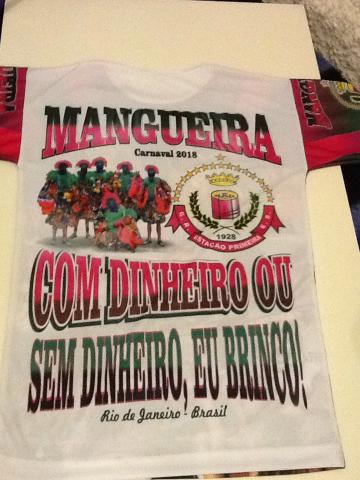 MANGUEIRA
Carnaval 2018
G.R. ESTAÇÃO PRIMEIRA E.S.
1928
COM DINHEIRO OU
SEM DINHEIRO, EU BRINCO!
Rio de Janeiro - Brasil